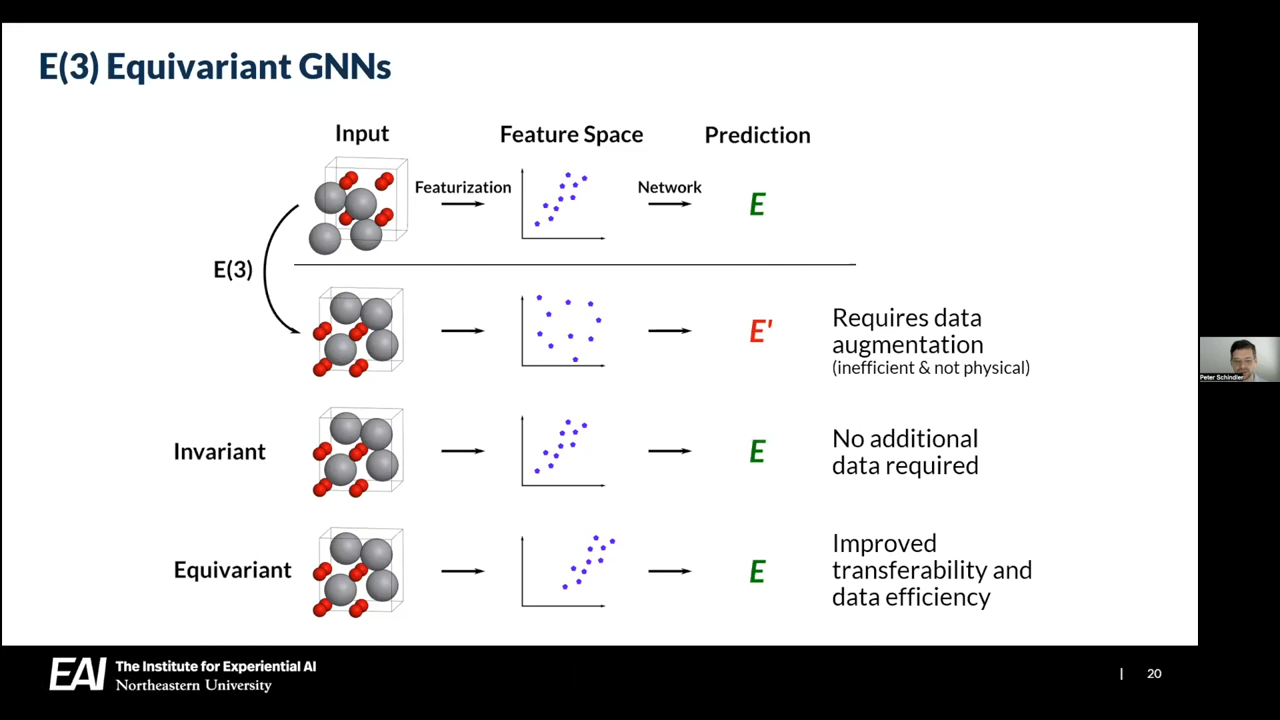 E(3) Equivariant GNNs
Input
Feature Space
Prediction
Featurization
Network
E
E(3)
E'
Requires data
augmentation
(inefficient & not physical)
Invariant
E
No additional
data required
Equivariant
E
Improved
transferability and
data efficiency
Peter Schindler
EAI
The Institute for Experiential AI
Northeastern University
| 20